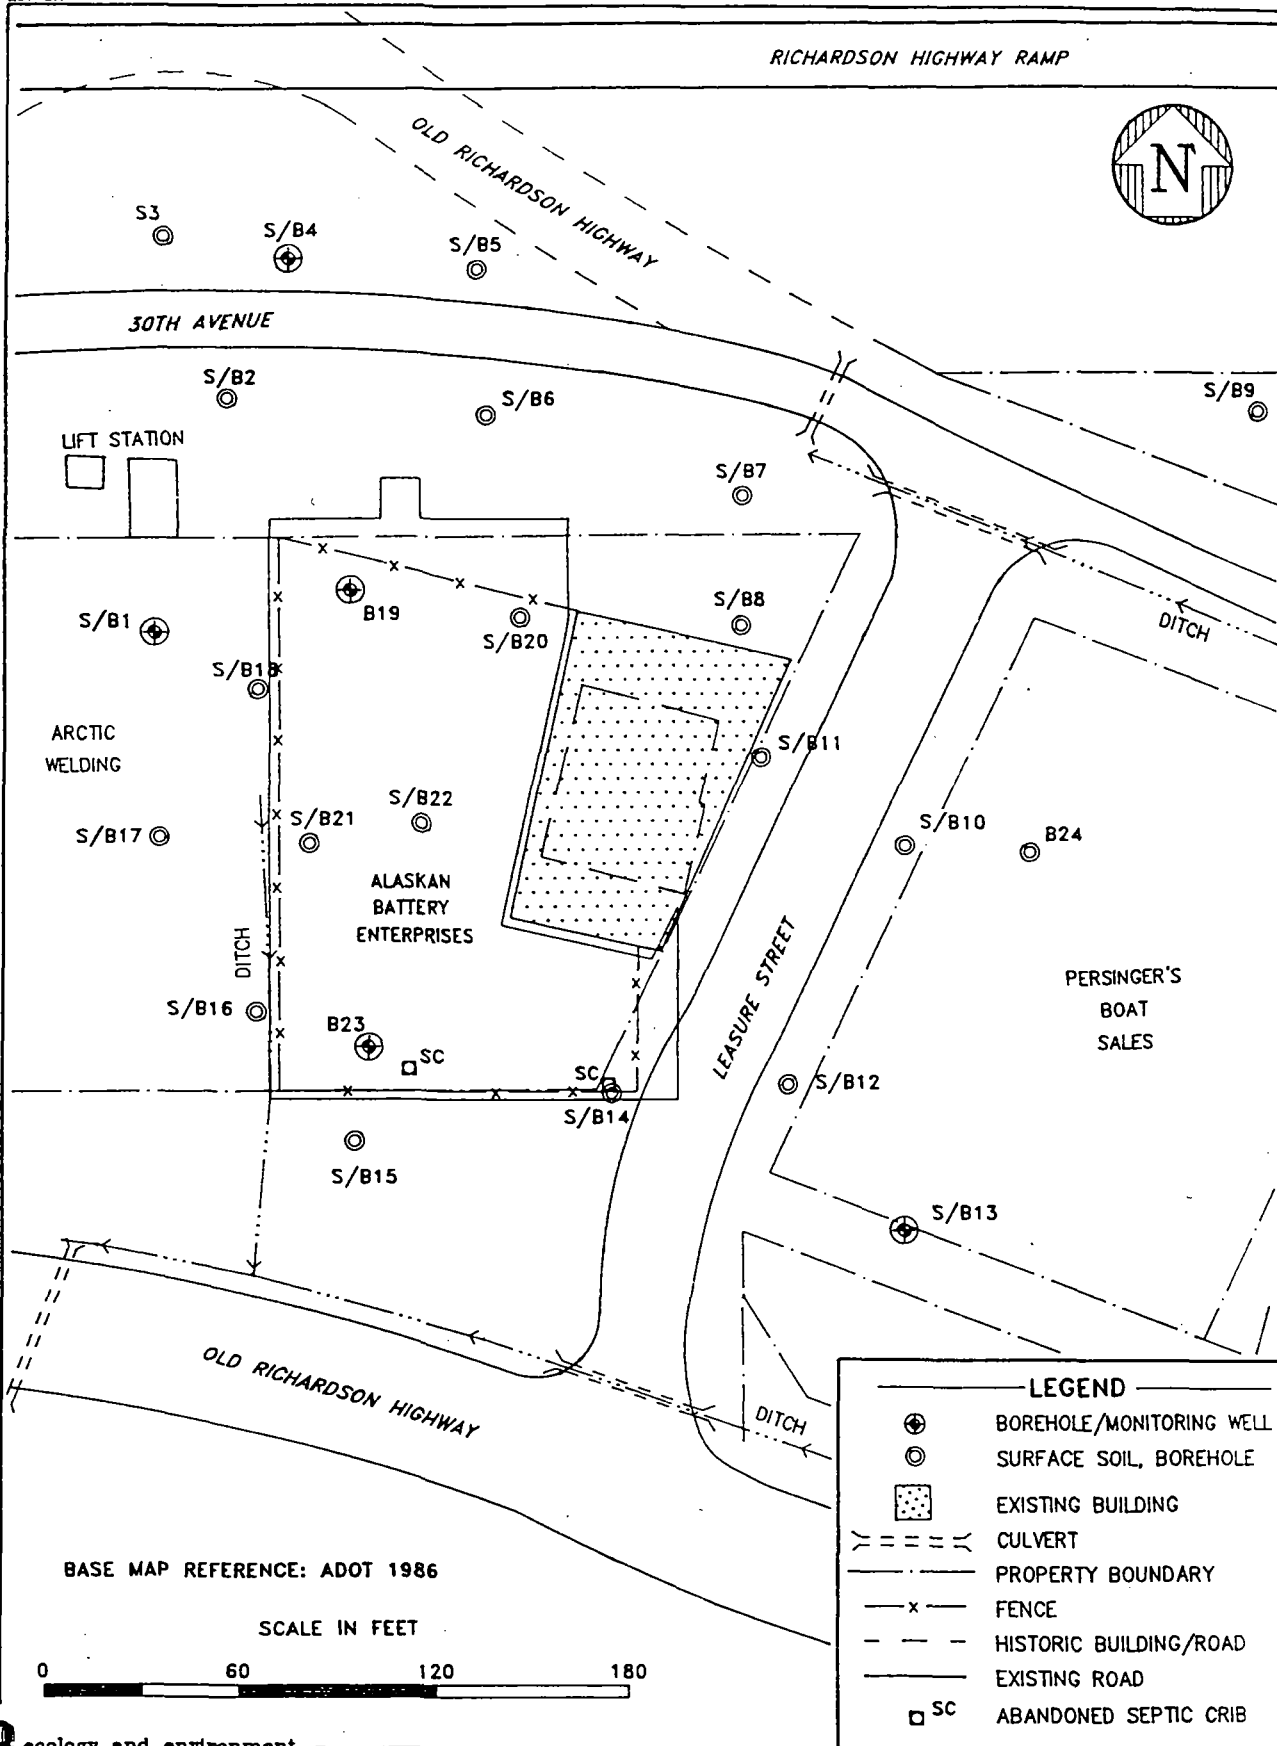 RICHARDSON HIGHWAY RAMP
OLD RICHARDSON HIGHWAY
N
S3
S/B4
S/B5
30TH AVENUE
S/B2
S/B6
S/B9
LIFT STATION
S/B7
S/B1
B19
S/B20
S/B8
DITCH
S/B18
ARCTIC
WELDING
S/B11
S/B17
S/B21
S/B22
S/B10
B24
ALASKAN
BATTERY
ENTERPRISES
DITCH
LEASURE STREET
PERSINGER'S
BOAT
SALES
S/B16
B23
SC
SC
S/B14
S/B12
S/B15
S/B13
OLD RICHARDSON HIGHWAY
DITCH
LEGEND
BOREHOLE/MONITORING WELL
SURFACE SOIL, BOREHOLE
EXISTING BUILDING
CULVERT
PROPERTY BOUNDARY
FENCE
HISTORIC BUILDING/ROAD
EXISTING ROAD
SC ABANDONED SEPTIC CRIB
BASE MAP REFERENCE: ADOT 1986
SCALE IN FEET
0 60 120 180
ecology and environment